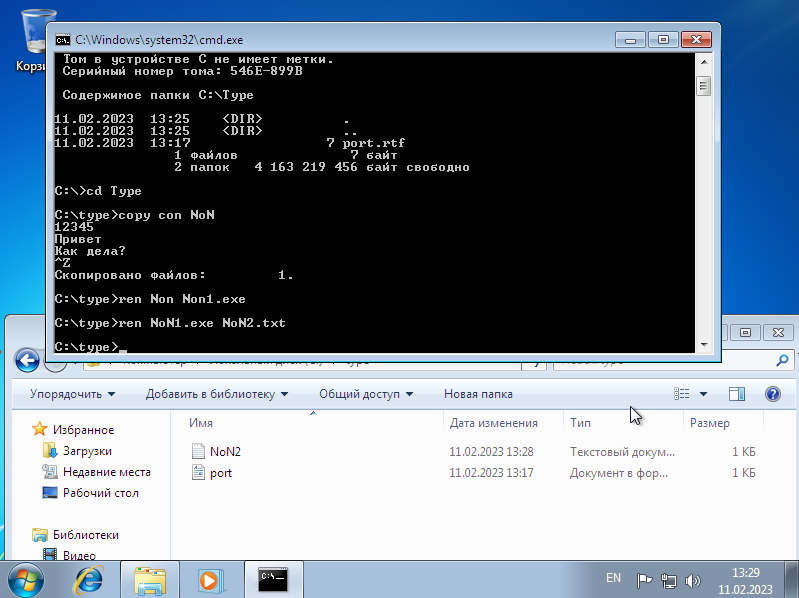 Корзи
C:\Windows\system32\cmd.exe
Том в устройстве C не имеет метки.
Серийный номер тома: 546E-899B
Содержимое папки C:\Type
11.02.2023 13:25 <DIR> .
11.02.2023 13:25 <DIR> ..
11.02.2023 13:17 7 port.rtf
1 файлов 7 байт
2 папок 4 163 219 456 байт свободно
C:\>cd Type
C:\type>copy con NoN
12345
Привет
Как дела?
^Z
Скопировано файлов: 1.
C:\type>ren Non Non1.exe
C:\type>ren NoN1.exe NoN2.txt
C:\type>_
Упорядочить Добавить в библиотеку Общий доступ Новая папка
Избранное
Загрузки
Недавние места
Рабочий стол
Библиотеки
Видео
Имя Дата изменения Тип Размер
NoN2 11.02.2023 13:28 Текстовый докум... 1 КБ
port 11.02.2023 13:17 Документ в фор... 1 КБ
C:\_
EN
13:29
11.02.2023